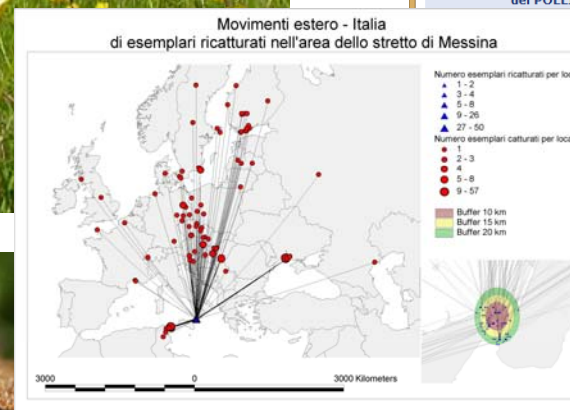 Movimenti estero - Italia
di esemplari ricatturati nell'area dello stretto di Messina
Numero esemplari ricatturati per
1 - 2
3 - 4
5 - 8
9 - 26
27 - 50
Numero esemplari catturati per
1
2 - 3
4
5 - 8
9 - 57
Buffer 10 km
Buffer 15 km
Buffer 20 km
3000 0 3000 Kilometers